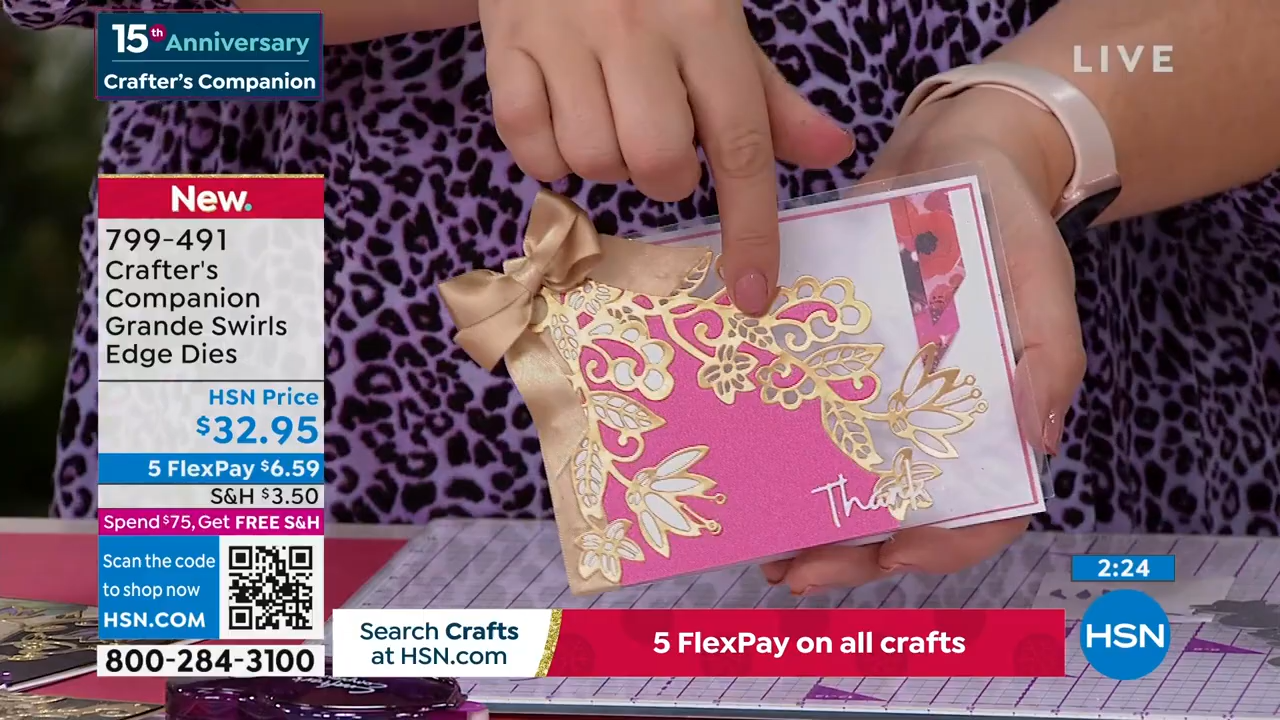 15th Anniversary
Crafter's Companion
LIVE
New.
799-491
Crafter's
Companion
Grande Swirls
Edge Dies
HSN Price
$32.95
5 FlexPay $6.59
S&H $3.50
Spend $75, Get FREE S&H
Scan the code
to shop now
HSN.COM
800-284-3100
Thank
Search Crafts
at HSN.com
5 FlexPay on all crafts
2:24
HSN